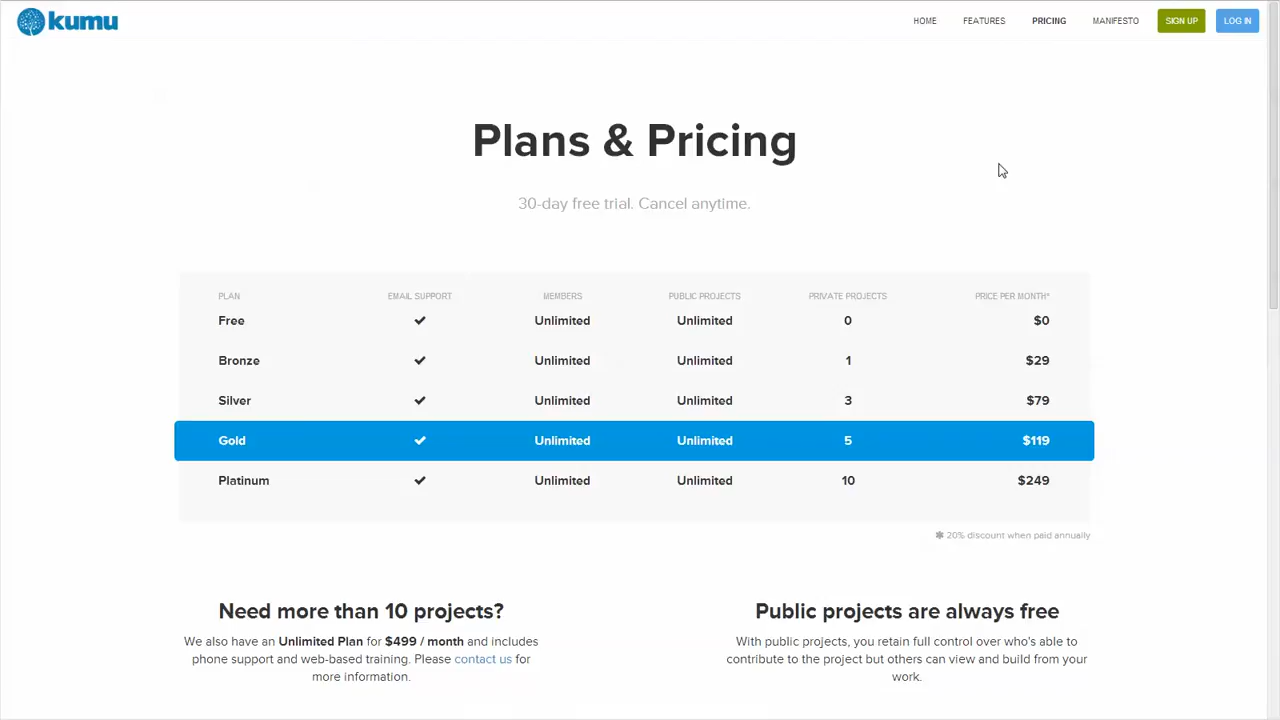 kumu
HOME FEATURES PRICING MANIFESTO SIGN UP LOG IN
Plans & Pricing
30-day free trial. Cancel anytime.
PLAN EMAIL SUPPORT MEMBERS PUBLIC PROJECTS PRIVATE PROJECTS PRICE PER MONTH*
Free ✔ Unlimited Unlimited 0 $0
Bronze ✔ Unlimited Unlimited 1 $29
Silver ✔ Unlimited Unlimited 3 $79
Gold ✔ Unlimited Unlimited 5 $119
Platinum ✔ Unlimited Unlimited 10 $249
✱ 20% discount when paid annually
Need more than 10 projects?
We also have an Unlimited Plan for $499 / month and includes
phone support and web-based training. Please contact us for
more information.
Public projects are always free
With public projects, you retain full control over who's able to
contribute to the project but others can view and build from your
work.